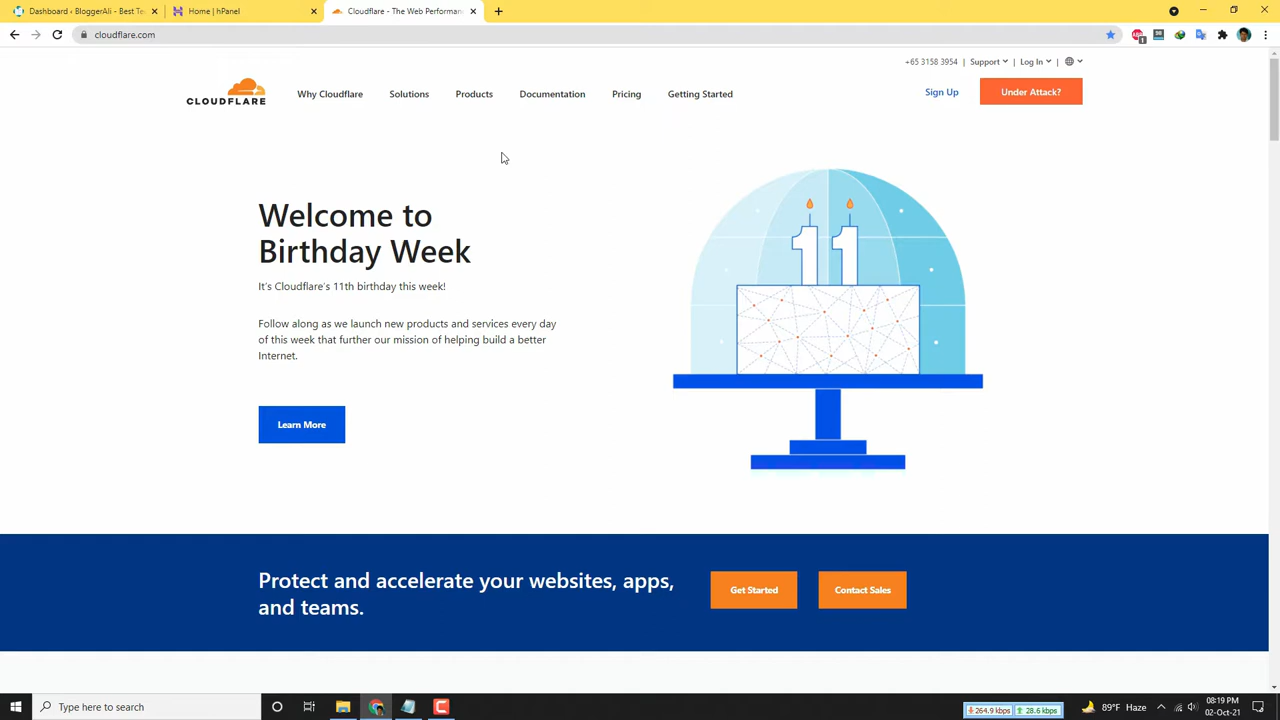 Dashboard ‹ BloggerAli - Best Te
Home | hPanel
Cloudflare - The Web Performan
cloudflare.com
1
+65 3158 3954 | Support | Log In |
CLOUDFLARE
Why Cloudflare
Solutions
Products
Documentation
Pricing
Getting Started
Sign Up
Under Attack?
11
Welcome to
Birthday Week
It's Cloudflare's 11th birthday this week!
Follow along as we launch new products and services every day
of this week that further our mission of helping build a better
Internet.
Learn More
Protect and accelerate your websites, apps,
and teams.
Get Started
Contact Sales
Type here to search
264.9 kbps
28.6 kbps
89°F Haze
08:19 PM
02-Oct-21